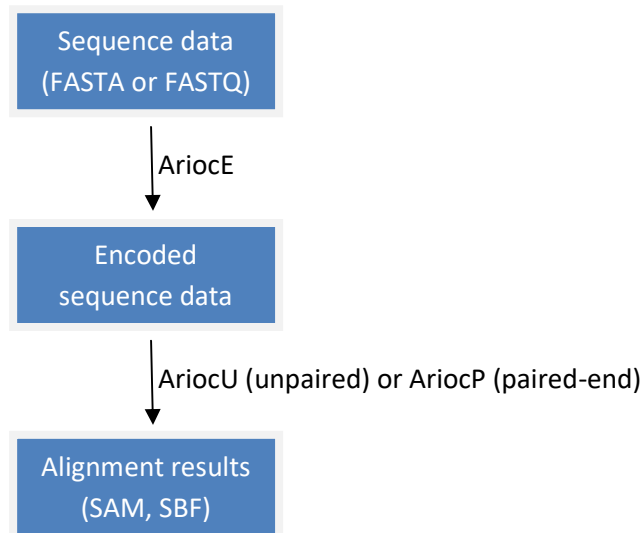 Sequence data
(FASTA or FASTQ)
AriocE
Encoded
sequence data
AriocU (unpaired) or AriocP (paired-end)
Alignment results
(SAM, SBF)